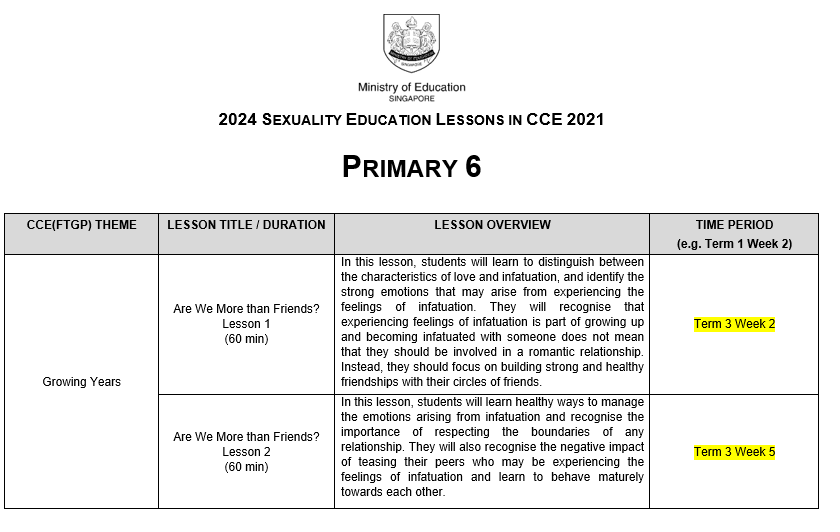 Ministry of Education
SINGAPORE
2024 SEXUALITY EDUCATION LESSONS IN CCE 2021
PRIMARY 6
CCE(FTGP) THEME
LESSON TITLE / DURATION
LESSON OVERVIEW
TIME PERIOD
(e.g. Term 1 Week 2)
Growing Years
Are We More than Friends?
Lesson 1
(60 min)
In this lesson, students will learn to distinguish between
the characteristics of love and infatuation, and identify the
strong emotions that may arise from experiencing the
feelings of infatuation. They will recognise that
experiencing feelings of infatuation is part of growing up
and becoming infatuated with someone does not mean
that they should be involved in a romantic relationship.
Instead, they should focus on building strong and healthy
friendships with their circles of friends.
Term 3 Week 2
Are We More than Friends?
Lesson 2
(60 min)
In this lesson, students will learn healthy ways to manage
the emotions arising from infatuation and recognise the
importance of respecting the boundaries of any
relationship. They will also recognise the negative impact
of teasing their peers who may be experiencing the
feelings of infatuation and learn to behave maturely
towards each other.
Term 3 Week 5